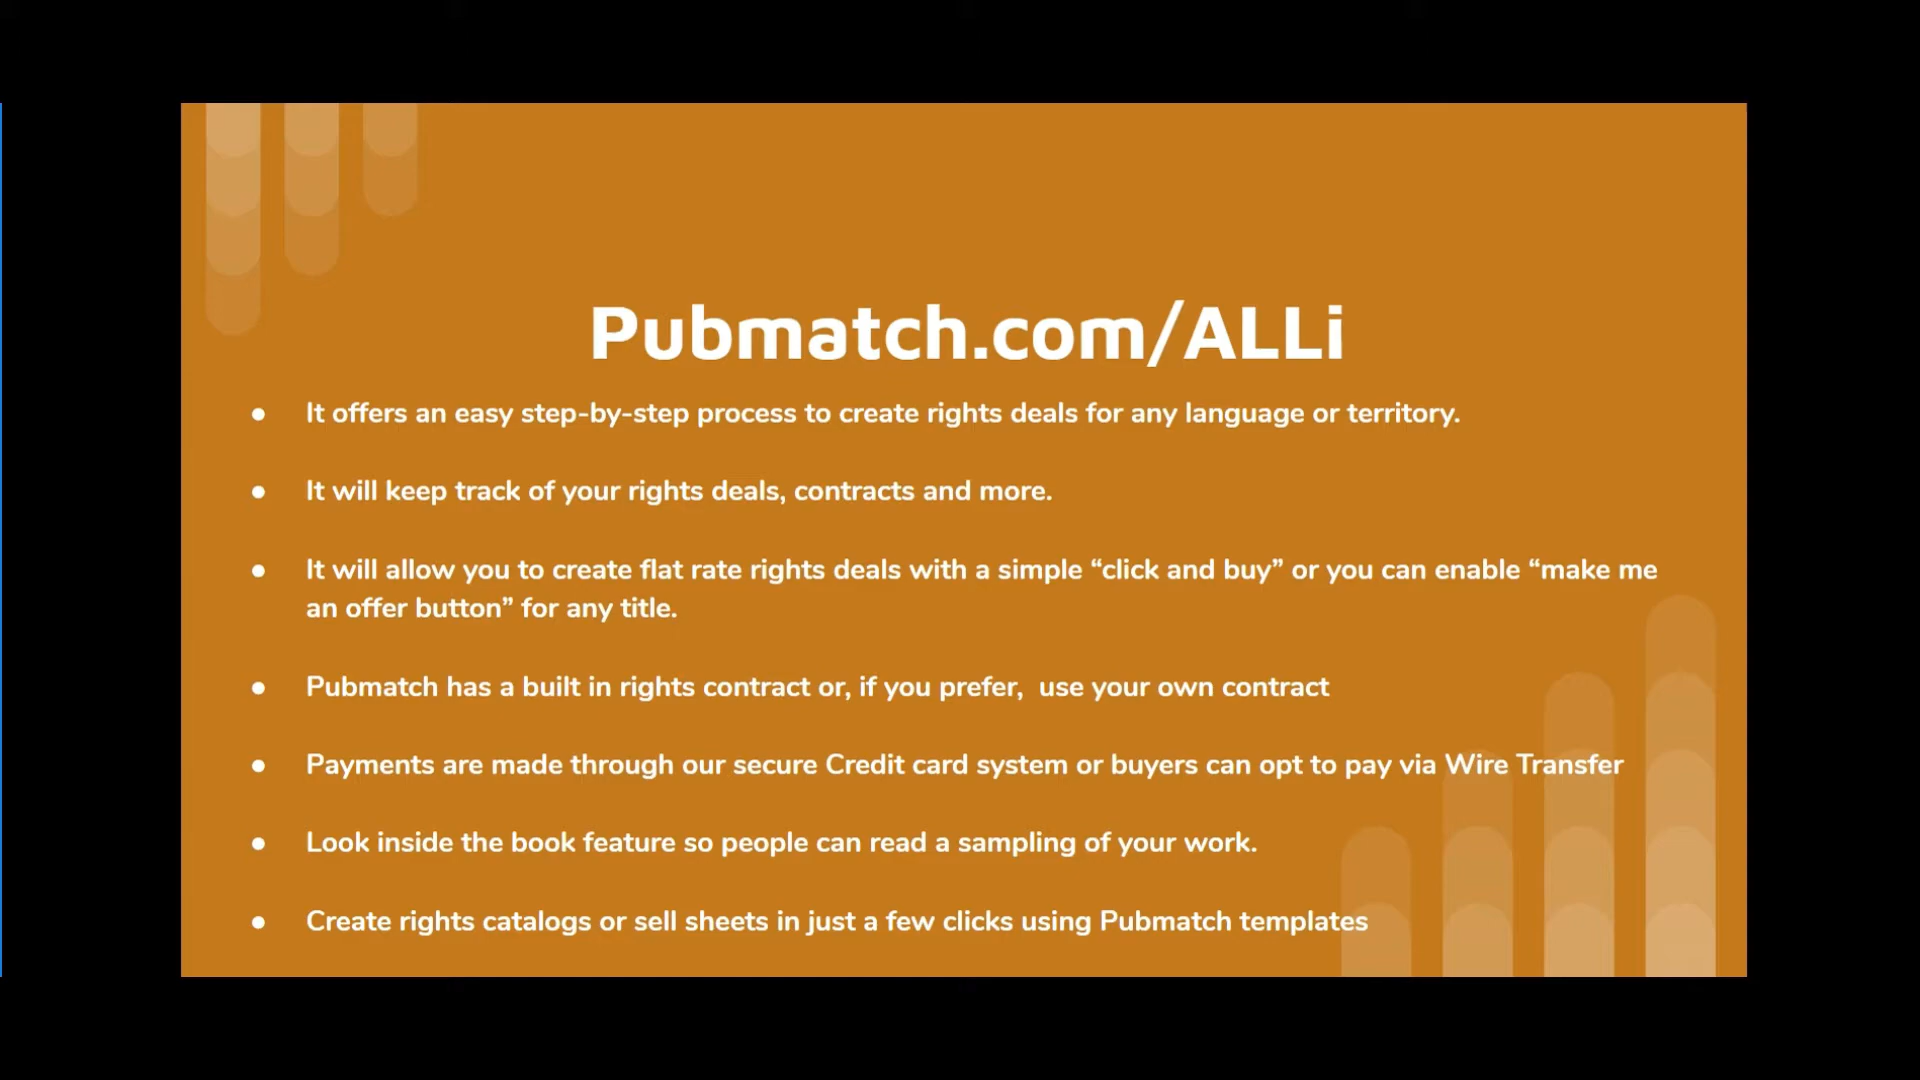 Pubmatch.com/ALLi
● It offers an easy step-by-step process to create rights deals for any language or territory.
● It will keep track of your rights deals, contracts and more.
● It will allow you to create flat rate rights deals with a simple “click and buy” or you can enable “make me
an offer button” for any title.
● Pubmatch has a built in rights contract or, if you prefer,  use your own contract
● Payments are made through our secure Credit card system or buyers can opt to pay via Wire Transfer
● Look inside the book feature so people can read a sampling of your work.
● Create rights catalogs or sell sheets in just a few clicks using Pubmatch templates